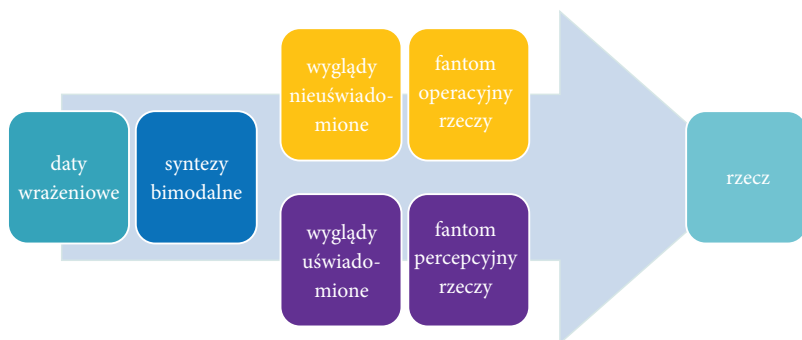 daty
wrażeniowe
syntezy
bimodalne
wyglądy
nieuświado-
mione
fantom
operacyjny
rzeczy
wyglądy
uświado-
mione
fantom
percepcyjny
rzeczy
rzecz